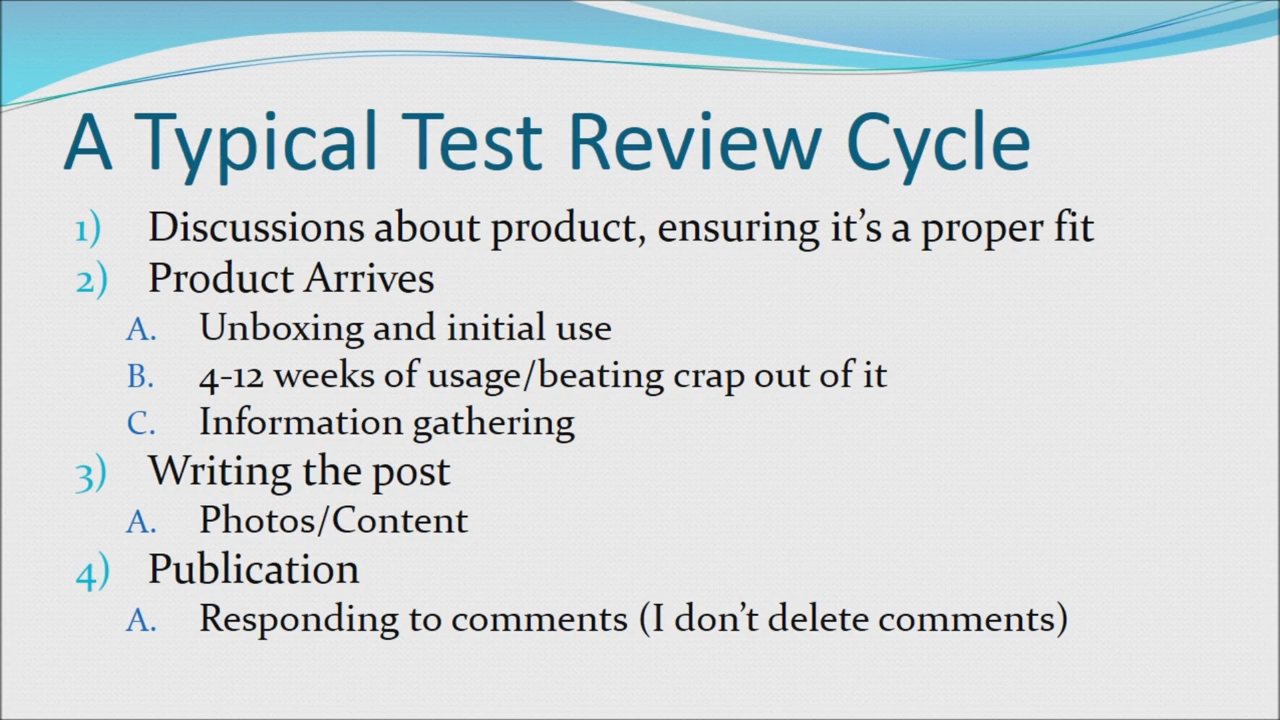 A Typical Test Review Cycle
1) Discussions about product, ensuring it’s a proper fit
2) Product Arrives
A. Unboxing and initial use
B. 4-12 weeks of usage/beating crap out of it
C. Information gathering
3) Writing the post
A. Photos/Content
4) Publication
A. Responding to comments (I don’t delete comments)